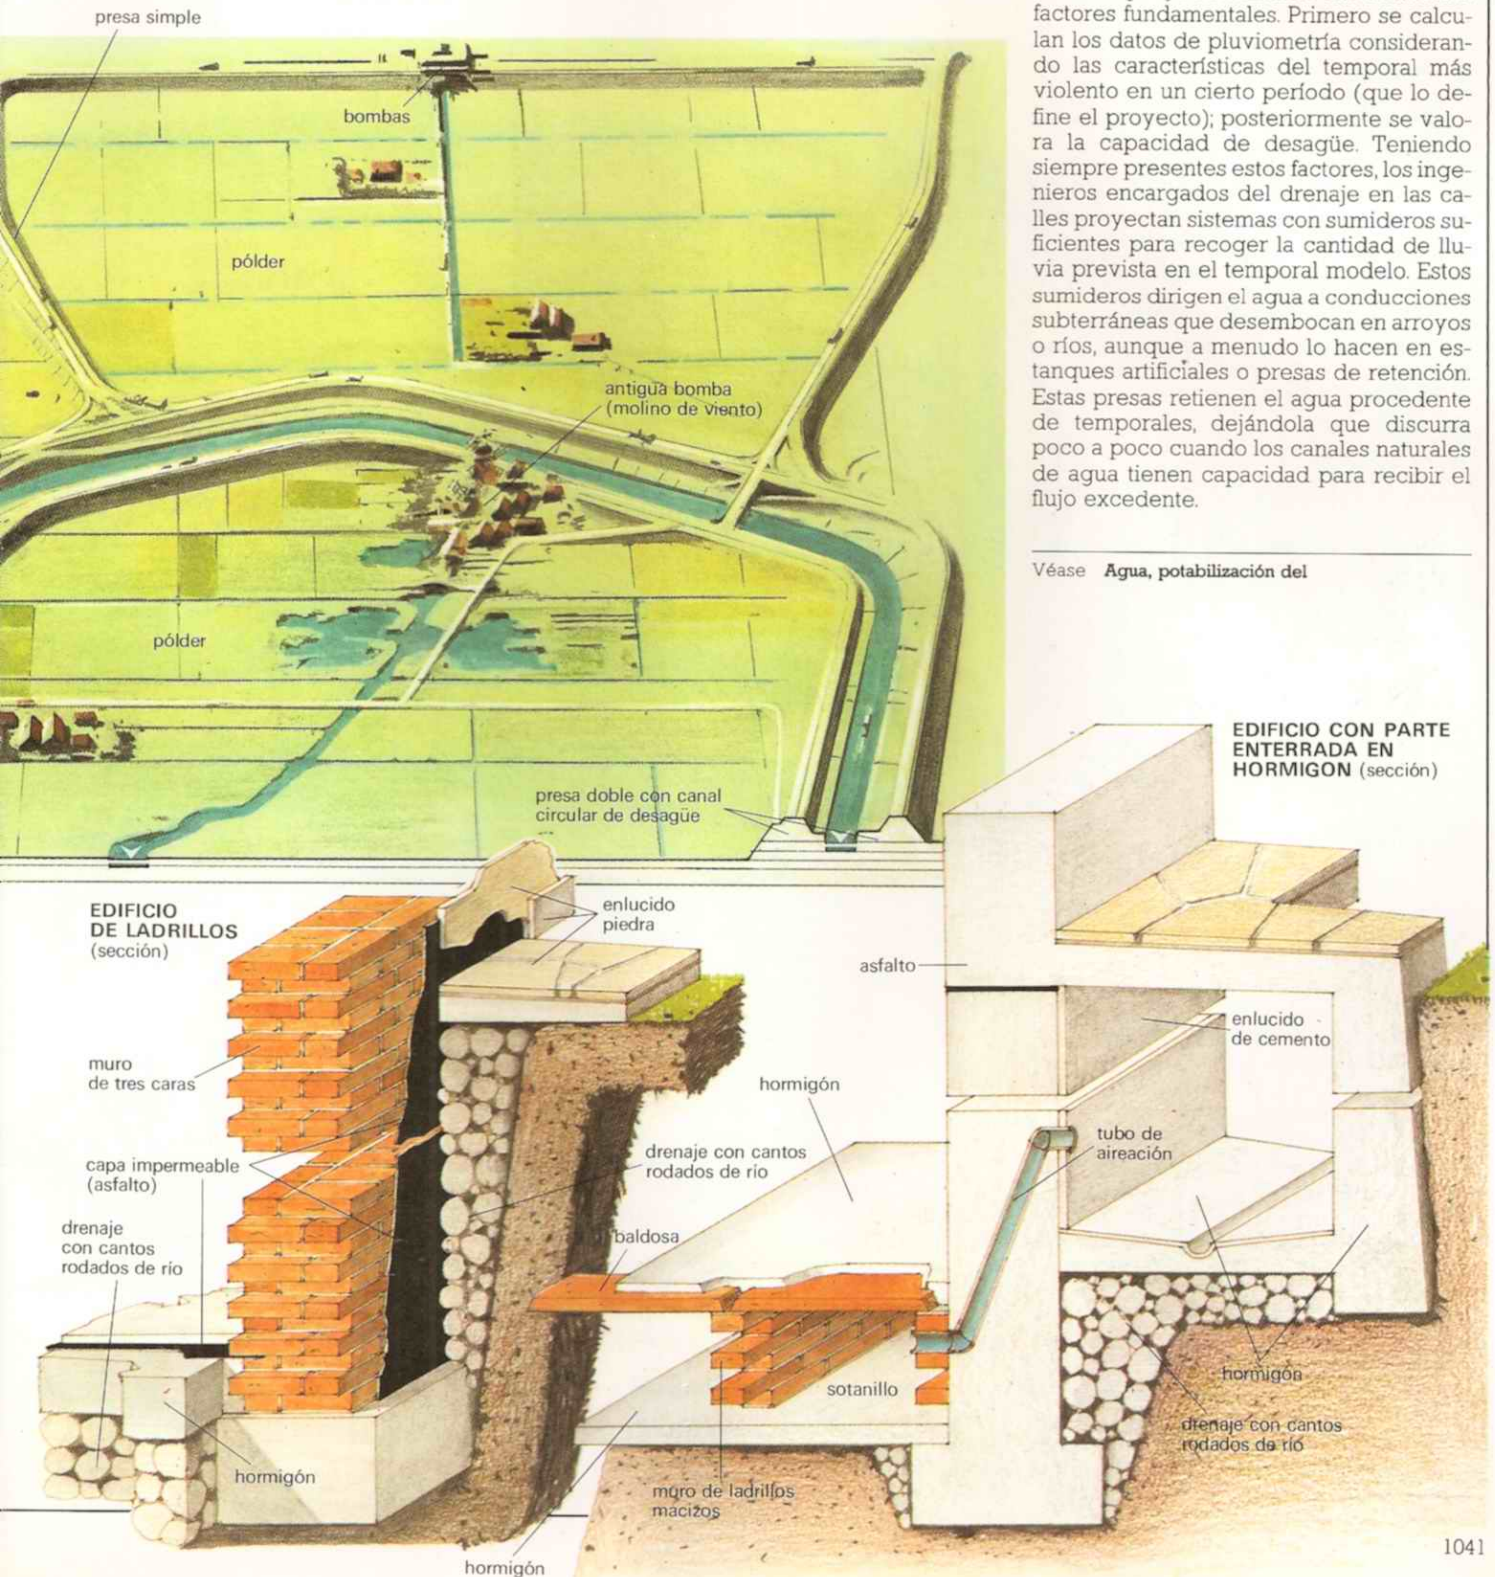 presa simple
bombas
pólder
antigua bomba
(molino de viento)
pólder
presa doble con canal
circular de desagüe
factores fundamentales. Primero se calcu-
lan los datos de pluviometría consideran-
do las características del temporal más
violento en un cierto período (que lo de-
fine el proyecto); posteriormente se valo-
ra la capacidad de desagüe. Teniendo
siempre presentes estos factores, los inge-
nieros encargados del drenaje en las ca-
lles proyectan sistemas con sumideros su-
ficientes para recoger la cantidad de llu-
via prevista en el temporal modelo. Estos
sumideros dirigen el agua a conducciones
subterráneas que desembocan en arroyos
o ríos, aunque a menudo lo hacen en es-
tanques artificiales o presas de retención.
Estas presas retienen el agua procedente
de temporales, dejándola que discurra
poco a poco cuando los canales naturales
de agua tienen capacidad para recibir el
flujo excedente.
Véase Agua, potabilización del
EDIFICIO
DE LADRILLOS
(sección)
enlucido
piedra
muro
de tres caras
capa impermeable
(asfalto)
drenaje
con cantos
rodados de río
drenaje con cantos
rodados de río
hormigón
EDIFICIO CON PARTE
ENTERRADA EN
HORMIGON (sección)
asfalto
enlucido
de cemento
hormigón
tubo de
aireación
baldosa
sotanillo
hormigón
drenaje con cantos
rodados de río
muro de ladrillos
macizos
hormigón
1041